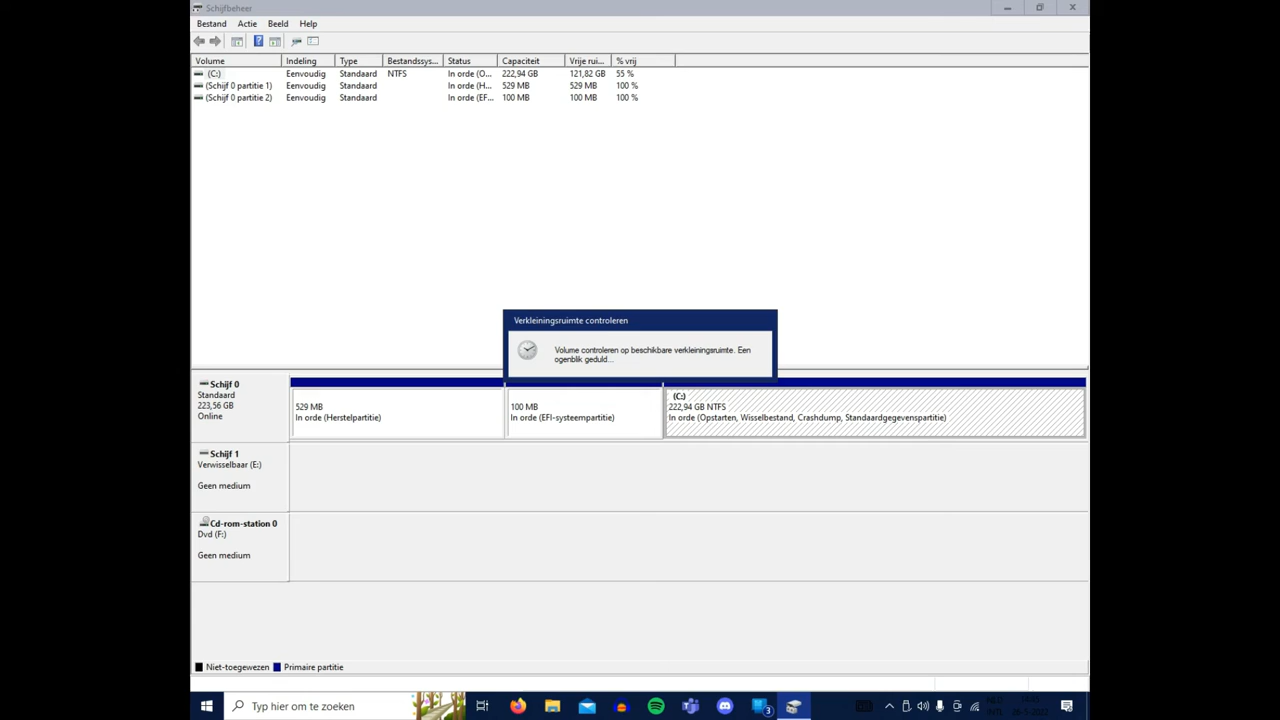 Schijfbeheer
Bestand Actie Beeld Help
Volume Indeling Type Bestandssys... Status Capaciteit Vrije rui... % vrij
(C:) Eenvoudig Standaard NTFS In orde (O... 222,94 GB 121,82 GB 55 %
(Schijf 0 partitie 1) Eenvoudig Standaard In orde (H... 529 MB 529 MB 100 %
(Schijf 0 partitie 2) Eenvoudig Standaard In orde (EF... 100 MB 100 MB 100 %
Verkleiningsruimte controleren
Volume controleren op beschikbare verkleiningsruimte. Een
ogenblik geduld...
Schijf 0
Standaard
223,56 GB
Online
529 MB
In orde (Herstelpartitie)
100 MB
In orde (EFI-systeempartitie)
(C:)
222,94 GB NTFS
In orde (Opstarten, Wisselbestand, Crashdump, Standaardgegevenspartitie)
Schijf 1
Verwisselbaar (E:)
Geen medium
Cd-rom-station 0
Dvd (F:)
Geen medium
Niet-toegewezen Primaire partitie
Typ hier om te zoeken
3